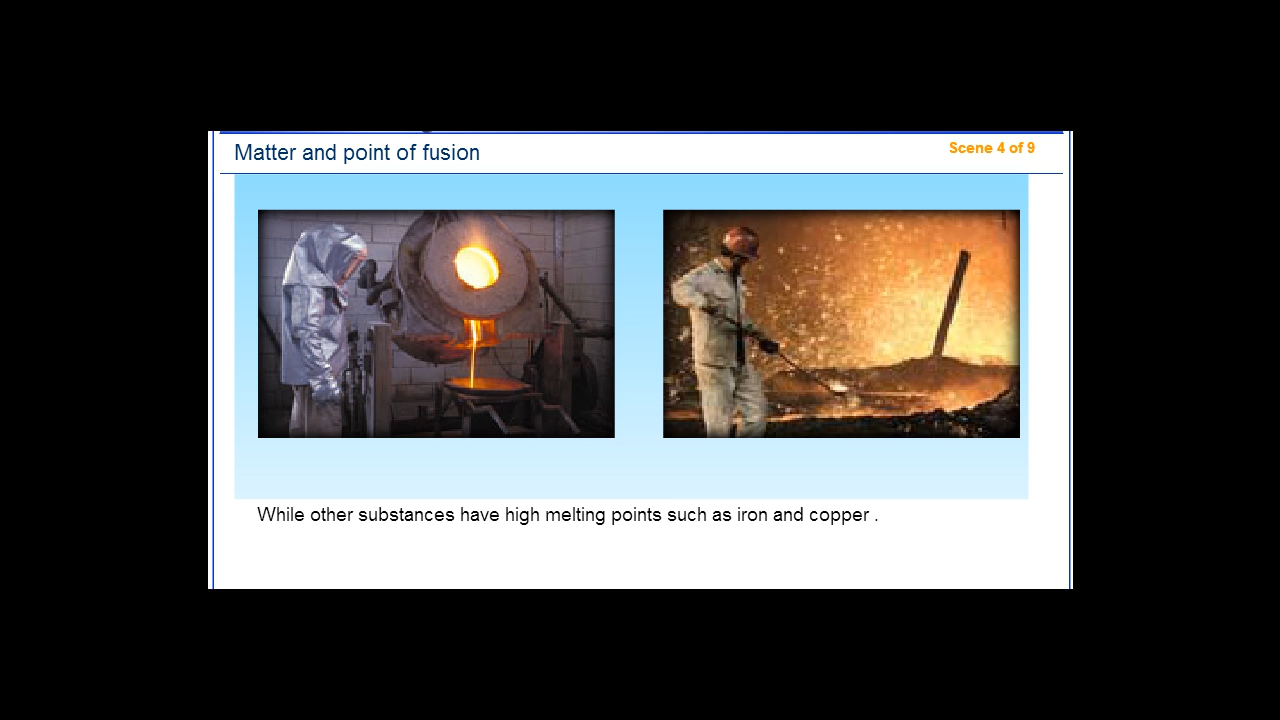 Matter and point of fusion
Scene 4 of 9
While other substances have high melting points such as iron and copper .